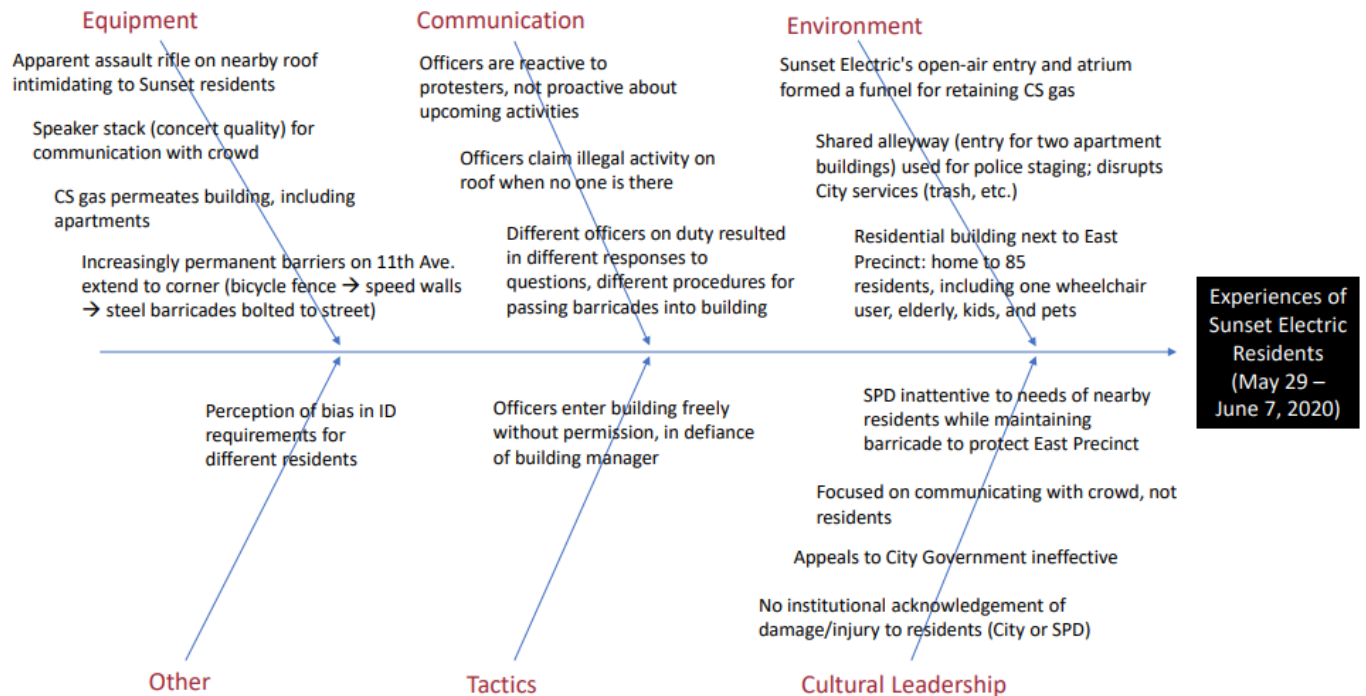 Equipment
Apparent assault rifle on nearby roof
intimidating to Sunset residents
Speaker stack (concert quality) for
communication with crowd
CS gas permeates building, including
apartments
Increasingly permanent barriers on 11th Ave.
extend to corner (bicycle fence → speed walls
→ steel barricades bolted to street)
Communication
Officers are reactive to
protesters, not proactive about
upcoming activities
Officers claim illegal activity on
roof when no one is there
Different officers on duty resulted
in different responses to
questions, different procedures for
passing barricades into building
Environment
Sunset Electric's open-air entry and atrium
formed a funnel for retaining CS gas
Shared alleyway (entry for two apartment
buildings) used for police staging; disrupts
City services (trash, etc.)
Residential building next to East
Precinct: home to 85
residents, including one wheelchair
user, elderly, kids, and pets
Experiences of
Sunset Electric
Residents
(May 29 –
June 7, 2020)
Perception of bias in ID
requirements for
different residents
Other
Officers enter building freely
without permission, in defiance
of building manager
Tactics
SPD inattentive to needs of nearby
residents while maintaining
barricade to protect East Precinct
Focused on communicating with crowd, not
residents
Appeals to City Government ineffective
No institutional acknowledgement of
damage/injury to residents (City or SPD)
Cultural Leadership